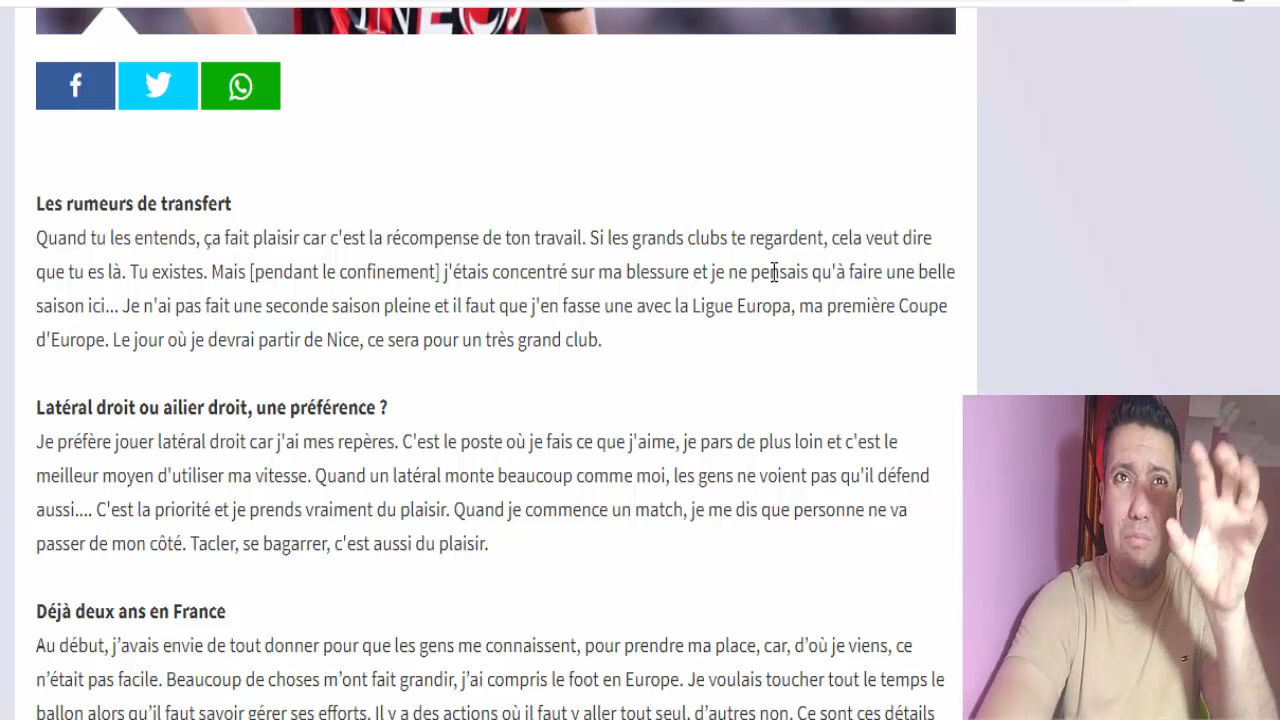 INEOS
Les rumeurs de transfert
Quand tu les entends, ça fait plaisir car c'est la récompense de ton travail. Si les grands clubs te regardent, cela veut dire
que tu es là. Tu existes. Mais [pendant le confinement] j'étais concentré sur ma blessure et je ne pensais qu'à faire une belle
saison ici... Je n'ai pas fait une seconde saison pleine et il faut que j'en fasse une avec la Ligue Europa, ma première Coupe
d'Europe. Le jour où je devrai partir de Nice, ce sera pour un très grand club.
Latéral droit ou ailier droit, une préférence ?
Je préfère jouer latéral droit car j'ai mes repères. C'est le poste où je fais ce que j'aime, je pars de plus loin et c'est le
meilleur moyen d'utiliser ma vitesse. Quand un latéral monte beaucoup comme moi, les gens ne voient pas qu'il défend
aussi.... C'est la priorité et je prends vraiment du plaisir. Quand je commence un match, je me dis que personne ne va
passer de mon côté. Tacler, se bagarrer, c'est aussi du plaisir.
Déjà deux ans en France
Au début, j’avais envie de tout donner pour que les gens me connaissent, pour prendre ma place, car, d’où je viens, ce
n’était pas facile. Beaucoup de choses m’ont fait grandir, j’ai compris le foot en Europe. Je voulais toucher tout le temps le
ballon alors qu’il faut savoir gérer ses efforts. Il y a des actions où il faut y aller tout seul, d’autres non. Ce sont ces détails